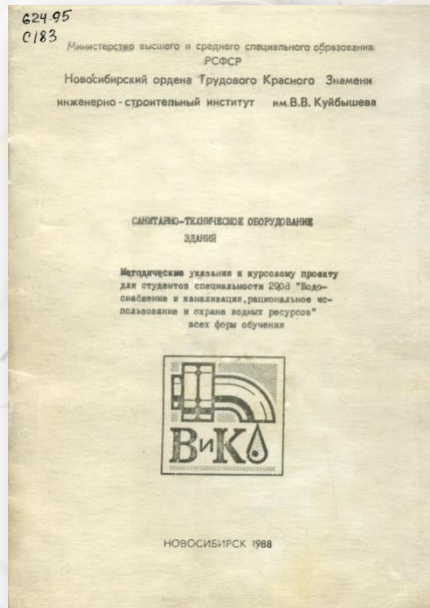 624.95
С183
Министерство высшего и среднего специального образования
РСФСР
Новосибирский ордена Трудового Красного Знамени
инженерно-строительный институт им.В.В. Куйбышева
САНИТАРНО-ТЕХНИЧЕСКОЕ ОБОРУДОВАНИЕ
ЗДАНИЙ
Методические указания к курсовому проекту
для студентов специальности 2908 "Водо-
снабжение и канализация,рациональное ис-
пользование и охрана водных ресурсов"
всех форм обучения
ВиК
НОВОСИБИРСК 1988